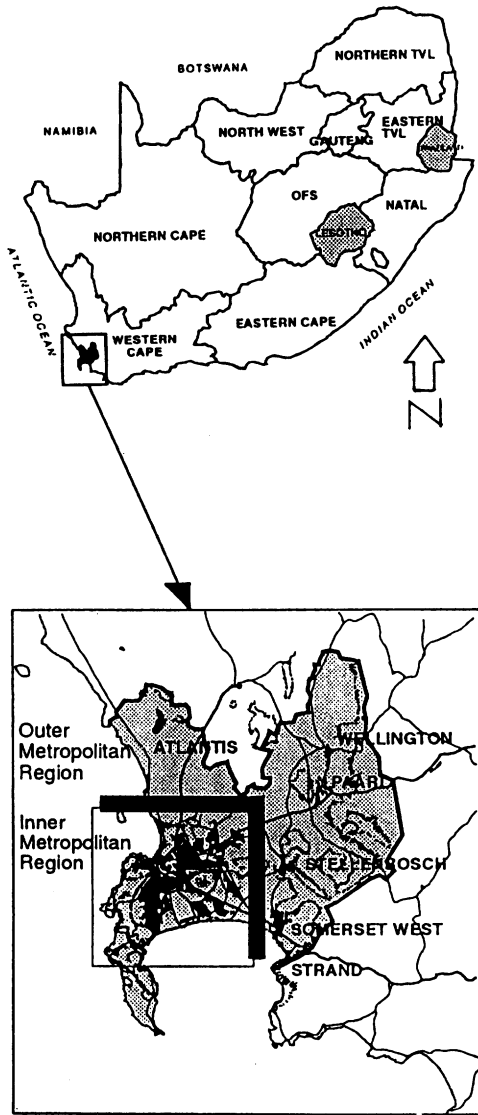 NORTHERN TVL
BOTSWANA
NAMIBIA
NORTH WEST
GAUTENG
EASTERN
TVL
OFS
LESOTHO
NATAL
NORTHERN CAPE
ATLANTIC OCEAN
WESTERN
CAPE
EASTERN CAPE
INDIAN OCEAN
N
Outer
Metropolitan
Region
ATLANTIS
WELLINGTON
PAARL
Inner
Metropolitan
Region
STELLENBOSCH
SOMERSET WEST
STRAND